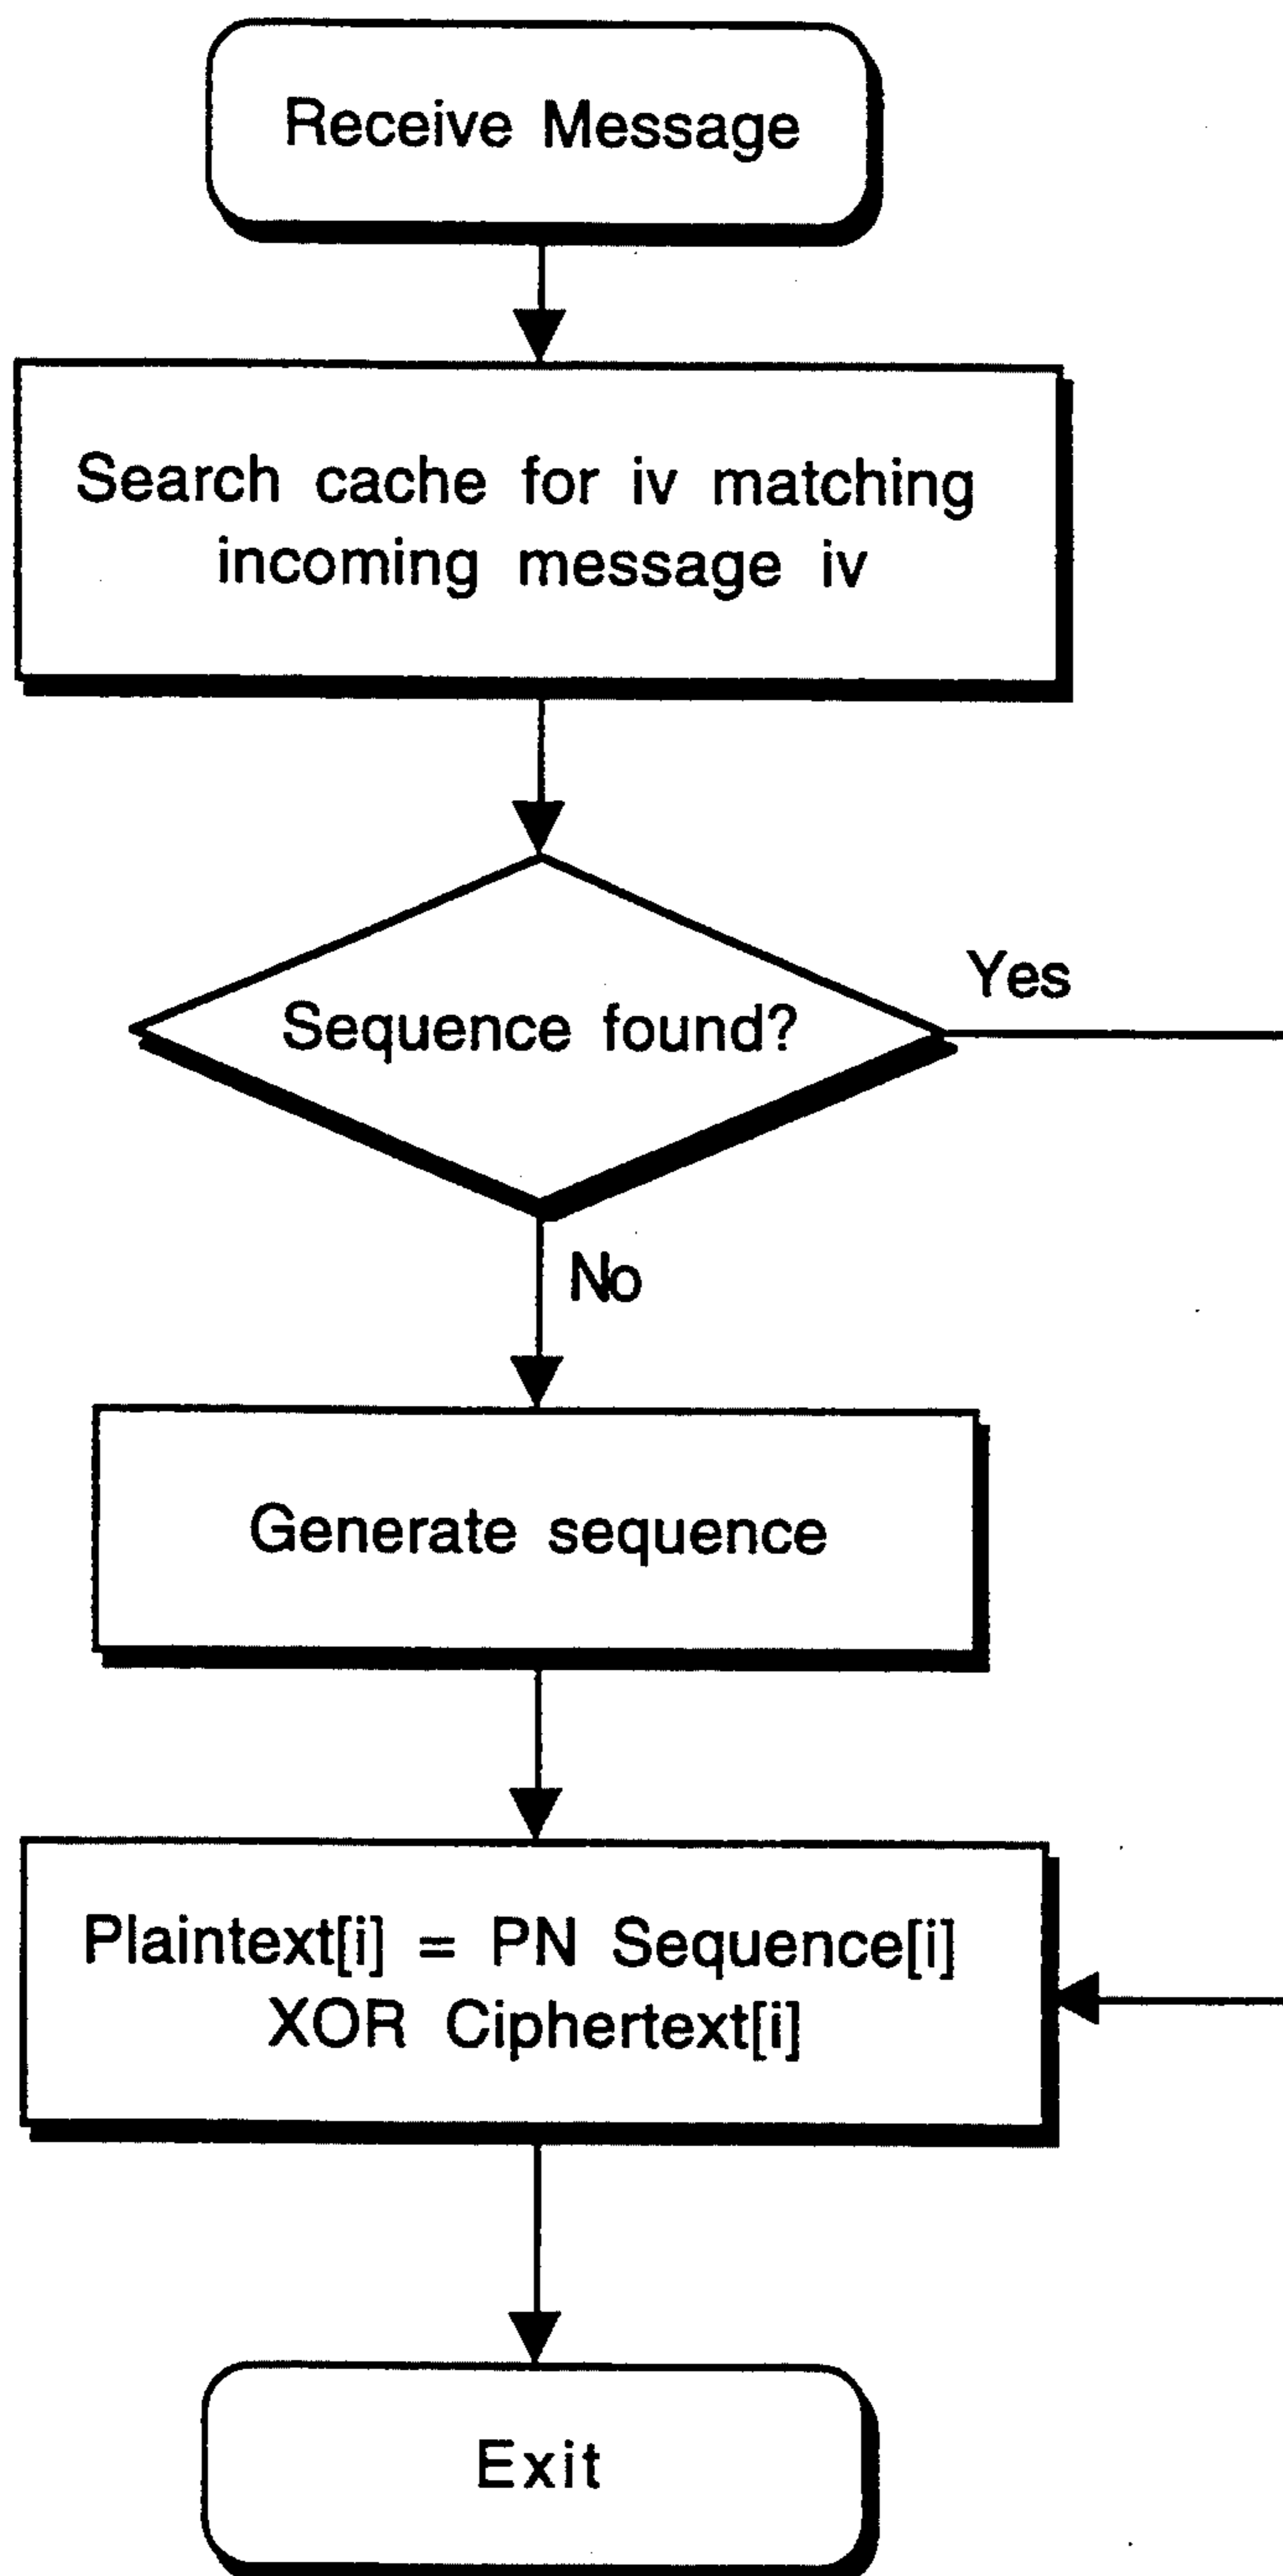 Receive Message
Search cache for iv matching
incoming message iv
Sequence found?
Yes
No
Generate sequence
Plaintext[i] = PN Sequence[i]
XOR Ciphertext[i]
Exit